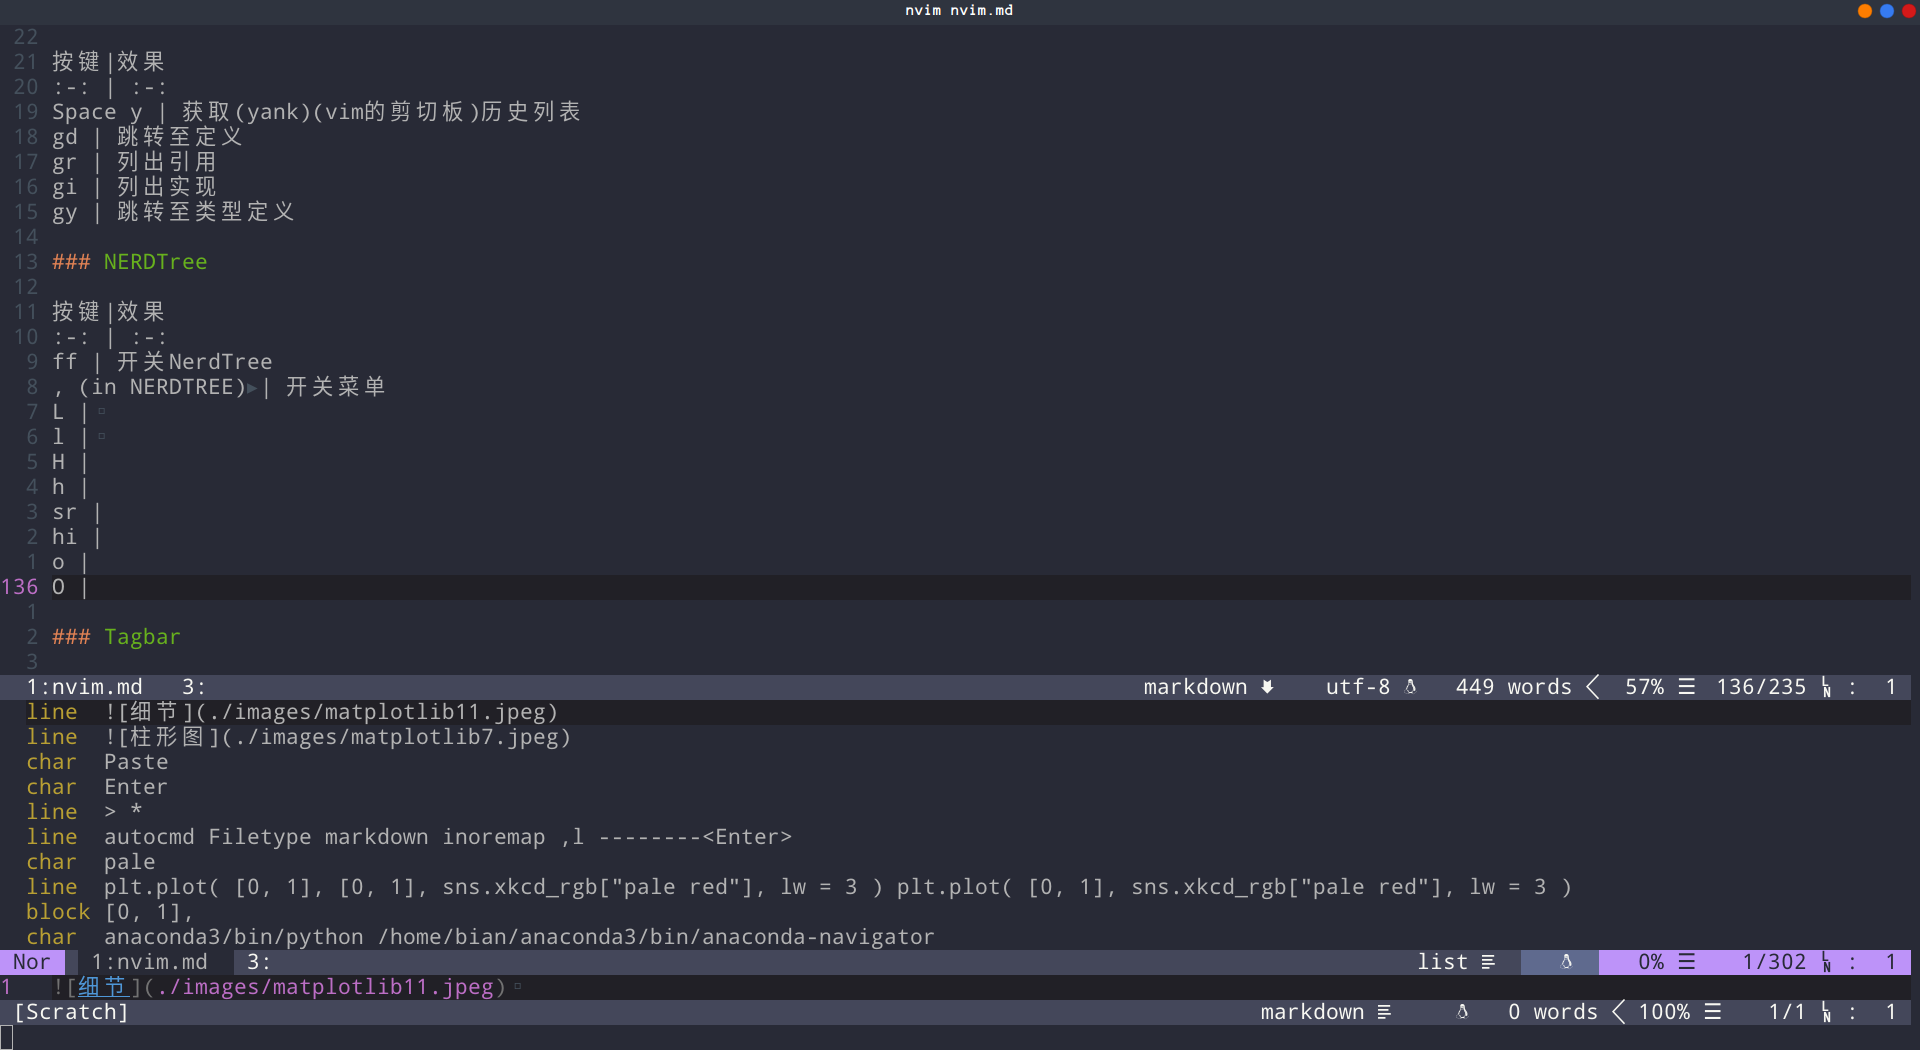 nvim nvim.md
22
21 按键|效果
20 :-: | :-:
19 Space y | 获取(yank)(vim的剪切板)历史列表
18 gd | 跳转至定义
17 gr | 列出引用
16 gi | 列出实现
15 gy | 跳转至类型定义
14
13 ### NERDTree
12
11 按键|效果
10 :-: | :-:
9 ff | 开关NerdTree
8 , (in NERDTREE)▸| 开关菜单
7 L |▫
6 l |▫
5 H |
4 h |
3 sr |
2 hi |
1 o |
136 O |
1
2 ### Tagbar
3
1:nvim.md 3: markdown utf-8 449 words 57% ☰ 136/235 LN : 1
line ![细节](./images/matplotlib11.jpeg)
line ![柱形图](./images/matplotlib7.jpeg)
char Paste
char Enter
line > *
line autocmd Filetype markdown inoremap ,l --------<Enter>
char pale
line plt.plot( [0, 1], [0, 1], sns.xkcd_rgb["pale red"], lw = 3 ) plt.plot( [0, 1], sns.xkcd_rgb["pale red"], lw = 3 )
block [0, 1],
char anaconda3/bin/python /home/bian/anaconda3/bin/anaconda-navigator
Nor 1:nvim.md 3: list 0% ☰ 1/302 LN : 1
1 ![细节](./images/matplotlib11.jpeg)▫
[Scratch] markdown 0 words 100% ☰ 1/1 LN : 1